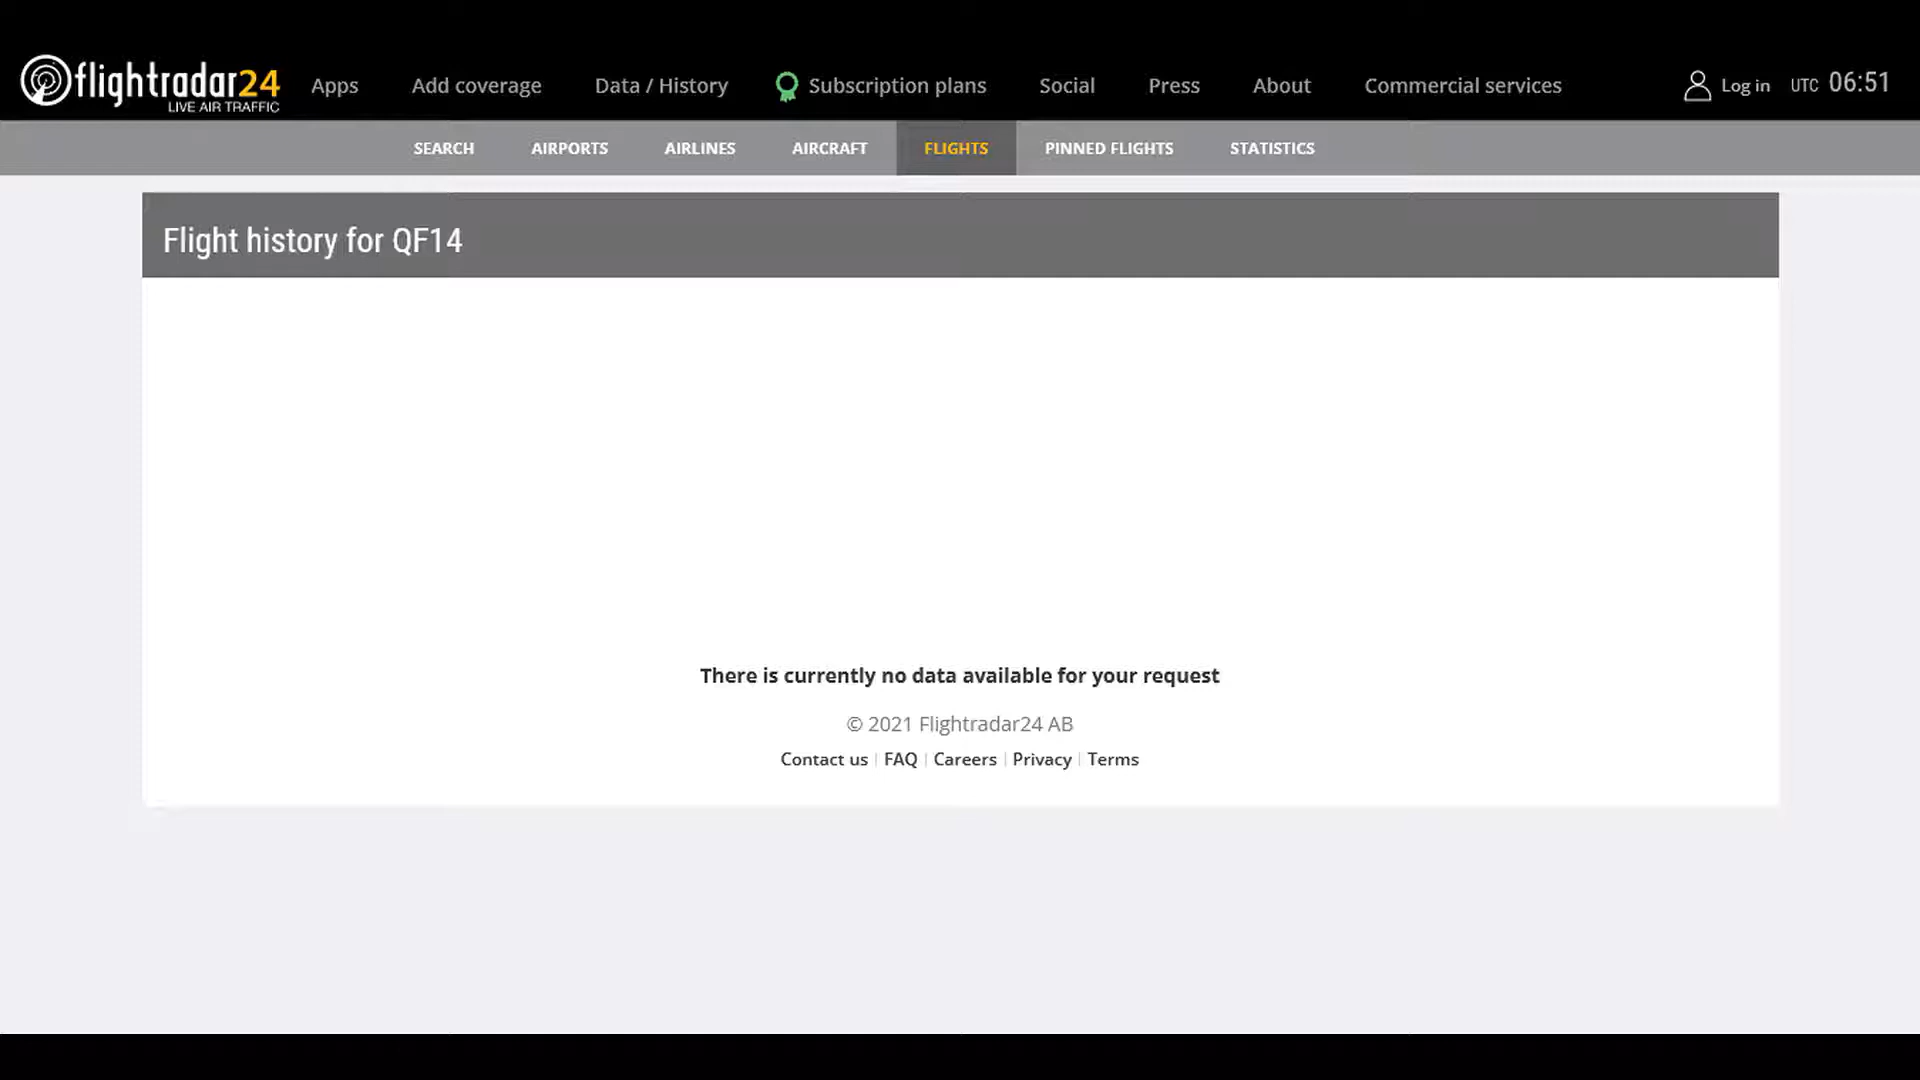 flightradar24
LIVE AIR TRAFFIC
Apps Add coverage Data / History Subscription plans Social Press About Commercial services Log in UTC 06:51
SEARCH AIRPORTS AIRLINES AIRCRAFT FLIGHTS PINNED FLIGHTS STATISTICS
Flight history for QF14
There is currently no data available for your request
© 2021 Flightradar24 AB
Contact us | FAQ | Careers | Privacy | Terms